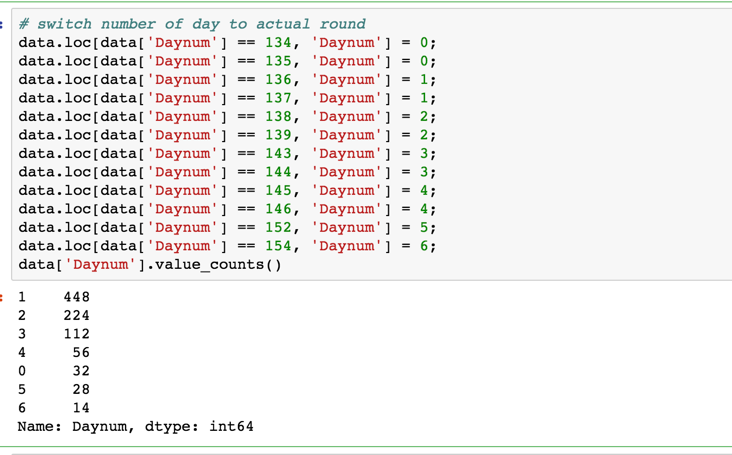 # switch number of day to actual round
data.loc[data['Daynum'] == 134, 'Daynum'] = 0;
data.loc[data['Daynum'] == 135, 'Daynum'] = 0;
data.loc[data['Daynum'] == 136, 'Daynum'] = 1;
data.loc[data['Daynum'] == 137, 'Daynum'] = 1;
data.loc[data['Daynum'] == 138, 'Daynum'] = 2;
data.loc[data['Daynum'] == 139, 'Daynum'] = 2;
data.loc[data['Daynum'] == 143, 'Daynum'] = 3;
data.loc[data['Daynum'] == 144, 'Daynum'] = 3;
data.loc[data['Daynum'] == 145, 'Daynum'] = 4;
data.loc[data['Daynum'] == 146, 'Daynum'] = 4;
data.loc[data['Daynum'] == 152, 'Daynum'] = 5;
data.loc[data['Daynum'] == 154, 'Daynum'] = 6;
data['Daynum'].value_counts()
1    448
2    224
3    112
4     56
0     32
5     28
6     14
Name: Daynum, dtype: int64